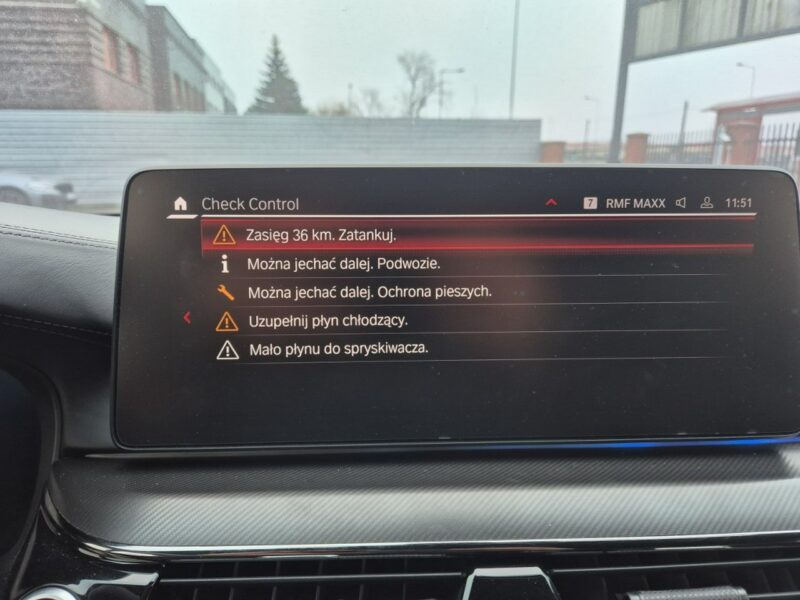 Check Control
7 RMF MAXX 11:51
Zasięg 36 km. Zatankuj.
Można jechać dalej. Podwozie.
Można jechać dalej. Ochrona pieszych.
Uzupełnij płyn chłodzący.
Mało płynu do spryskiwacza.